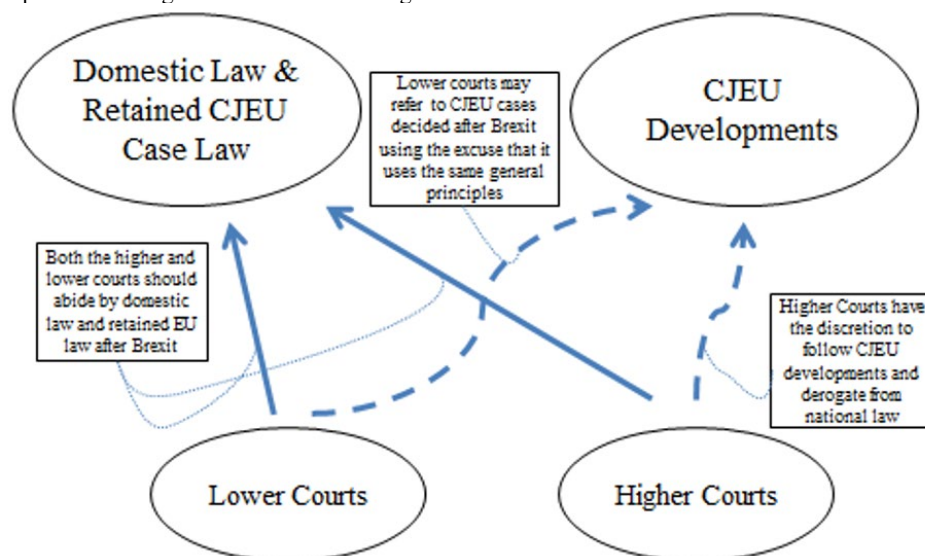 Domestic Law &
Retained CJEU
Case Law
Lower courts may
refer to CJEU cases
decided after Brexit
using the excuse that it
uses the same general
principles
CJEU
Developments
Both the higher and
lower courts should
abide by domestic
law and retained EU
law after Brexit
Higher Courts have
the discretion to
follow CJEU
developments and
derogate from
national law
Lower Courts
Higher Courts